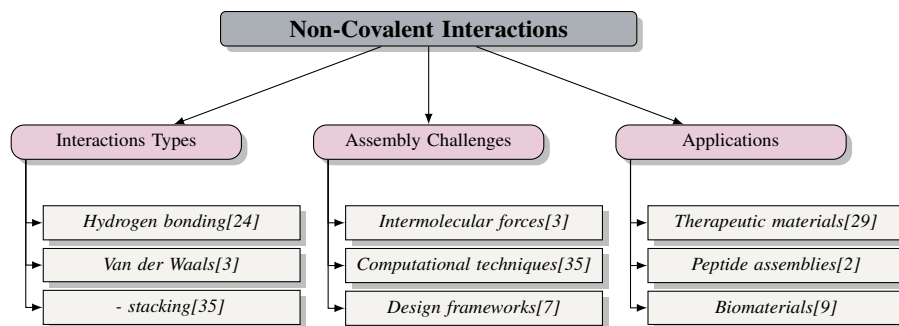 Non-Covalent Interactions
Interactions Types
Assembly Challenges
Applications
Hydrogen bonding[24]
Intermolecular forces[3]
Therapeutic materials[29]
Van der Waals[3]
Computational techniques[35]
Peptide assemblies[2]
- stacking[35]
Design frameworks[7]
Biomaterials[9]